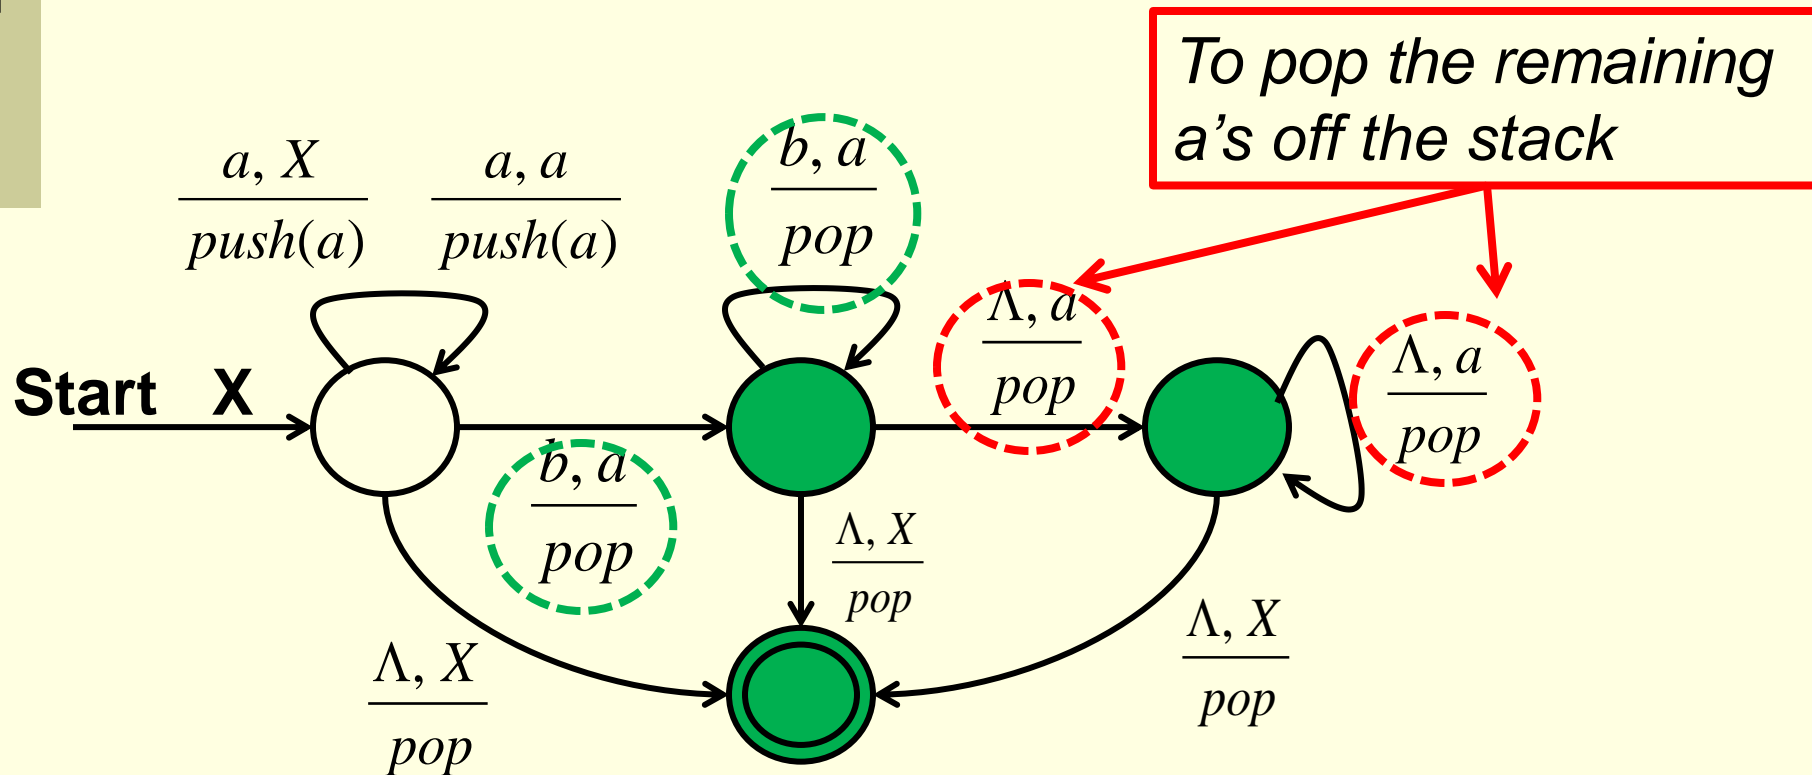 To pop the remaining
a's off the stack
a, X
push(a)
a, a
push(a)
b, a
pop
Λ, a
pop
Λ, a
pop
Start X
b, a
pop
Λ, X
pop
Λ, X
pop
Λ, X
pop